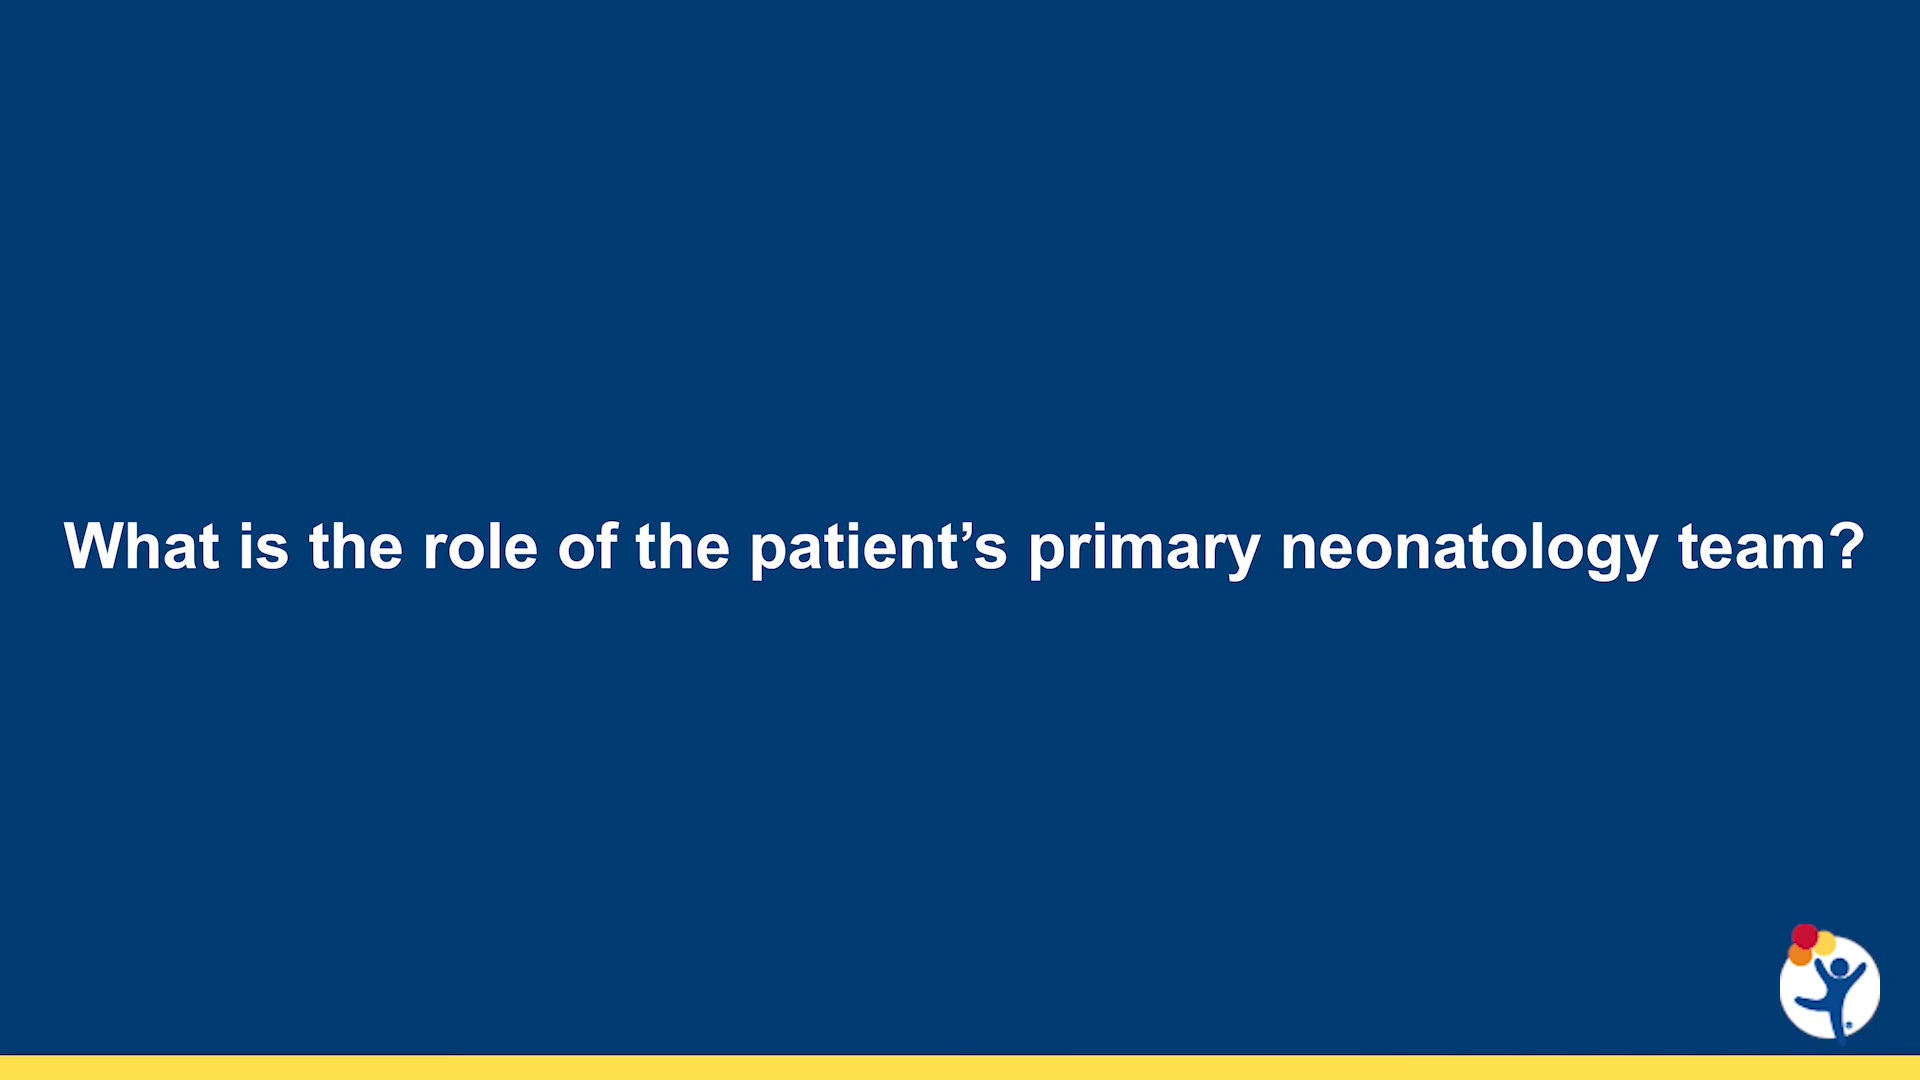 What is the role of the patient’s primary neonatology team?